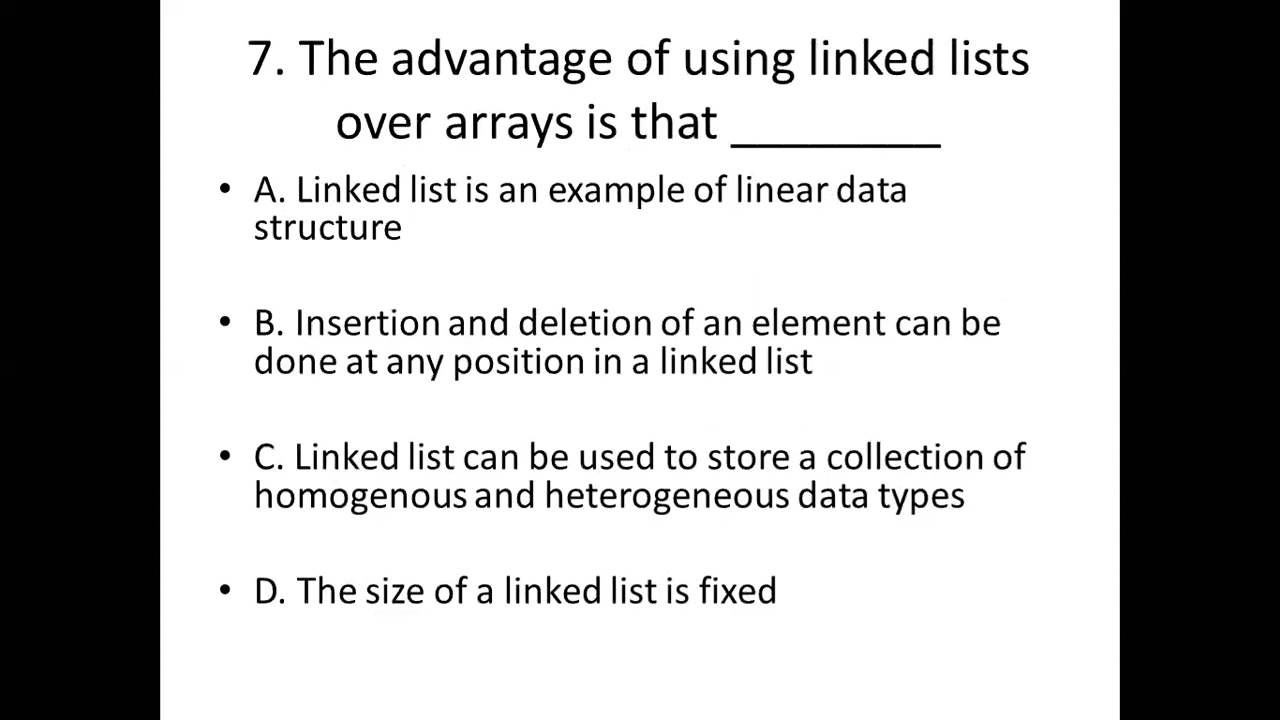 7. The advantage of using linked lists
over arrays is that ________
• A. Linked list is an example of linear data
structure
• B. Insertion and deletion of an element can be
done at any position in a linked list
• C. Linked list can be used to store a collection of
homogenous and heterogeneous data types
• D. The size of a linked list is fixed